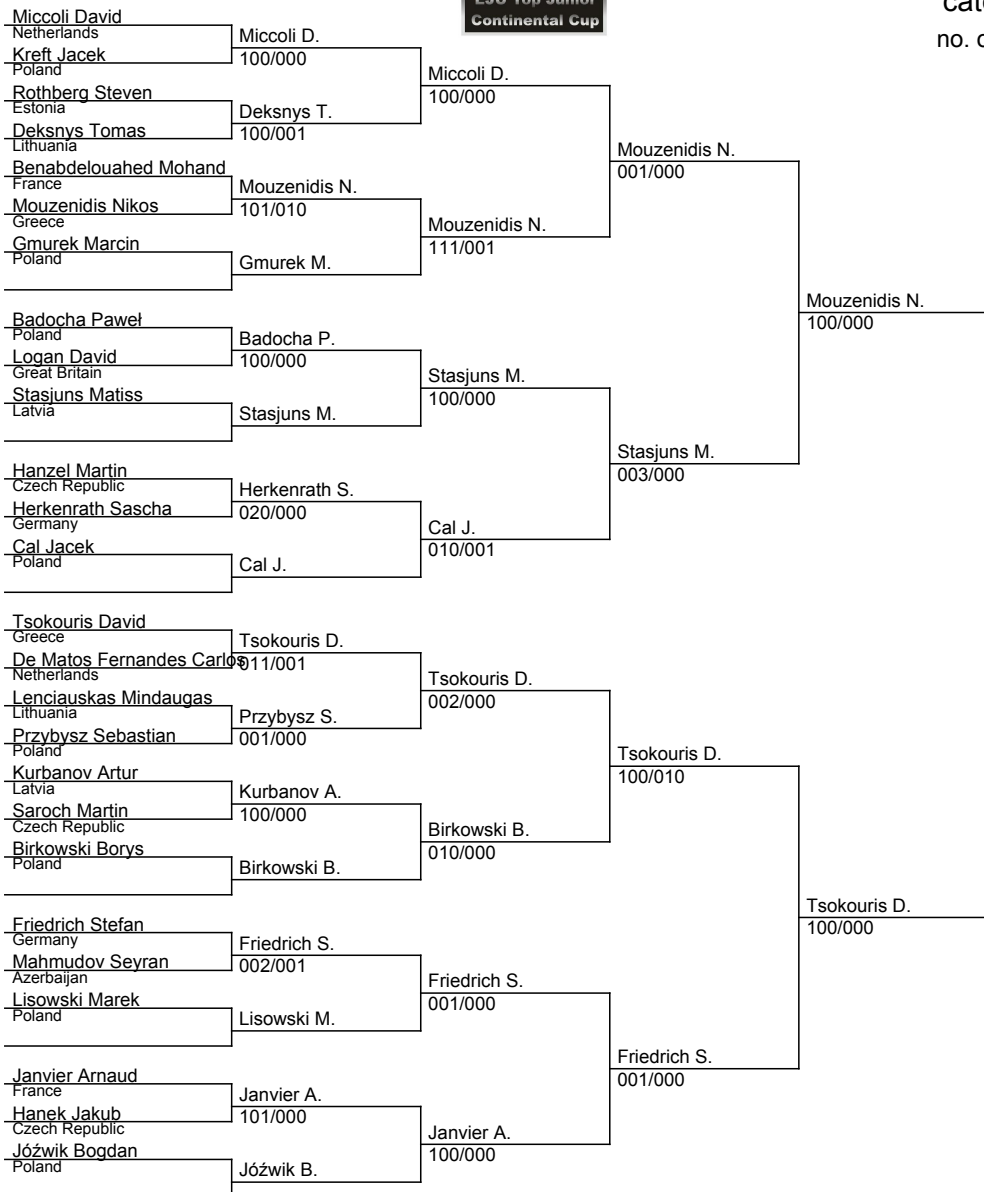 EJU Top Junior
Continental Cup
no. 
Miccoli David
Netherlands
Kreft Jacek
Poland
Rothberg Steven
Estonia
Deksnys Tomas
Lithuania
Benabdelouahed Mohand
France
Mouzenidis Nikos
Greece
Gmurek Marcin
Poland
Badocha Paweł
Poland
Logan David
Great Britain
Stasjuns Matiss
Latvia
Hanzel Martin
Czech Republic
Herkenrath Sascha
Germany
Cal Jacek
Poland
Tsokouris David
Greece
De Matos Fernandes Carlos
Netherlands
Lenciauskas Mindaugas
Lithuania
Przybysz Sebastian
Poland
Kurbanov Artur
Latvia
Saroch Martin
Czech Republic
Birkowski Borys
Poland
Friedrich Stefan
Germany
Mahmudov Seyran
Azerbaijan
Lisowski Marek
Poland
Janvier Arnaud
France
Hanek Jakub
Czech Republic
Jóźwik Bogdan
Poland
Miccoli D.
100/000
Deksnys T.
100/001
Mouzenidis N.
101/010
Gmurek M.
Badocha P.
100/000
Stasjuns M.
Herkenrath S.
020/000
Cal J.
Tsokouris D.
011/001
Przybysz S.
001/000
Kurbanov A.
100/000
Birkowski B.
Friedrich S.
002/001
Lisowski M.
Janvier A.
101/000
Jóźwik B.
Miccoli D.
100/000
Mouzenidis N.
111/001
Stasjuns M.
100/000
Cal J.
010/001
Tsokouris D.
002/000
Birkowski B.
010/000
Friedrich S.
001/000
Janvier A.
100/000
Mouzenidis N.
001/000
Stasjuns M.
003/000
Tsokouris D.
100/010
Friedrich S.
001/000
Mouzenidis N.
100/000
Tsokouris D.
100/000